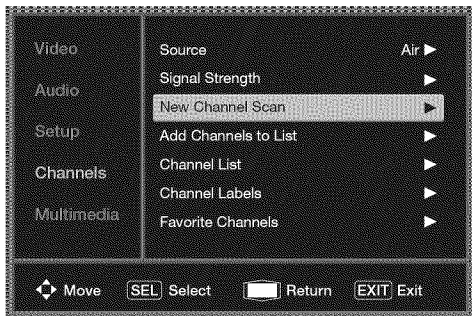 Video
Audio
Setup
Channels
Multimedia
Source Air
Signal Strength
New Channel Scan
Add Channels to List
Channel List
Channel Labels
Favorite Channels
Move SEL Select Return EXIT Exit